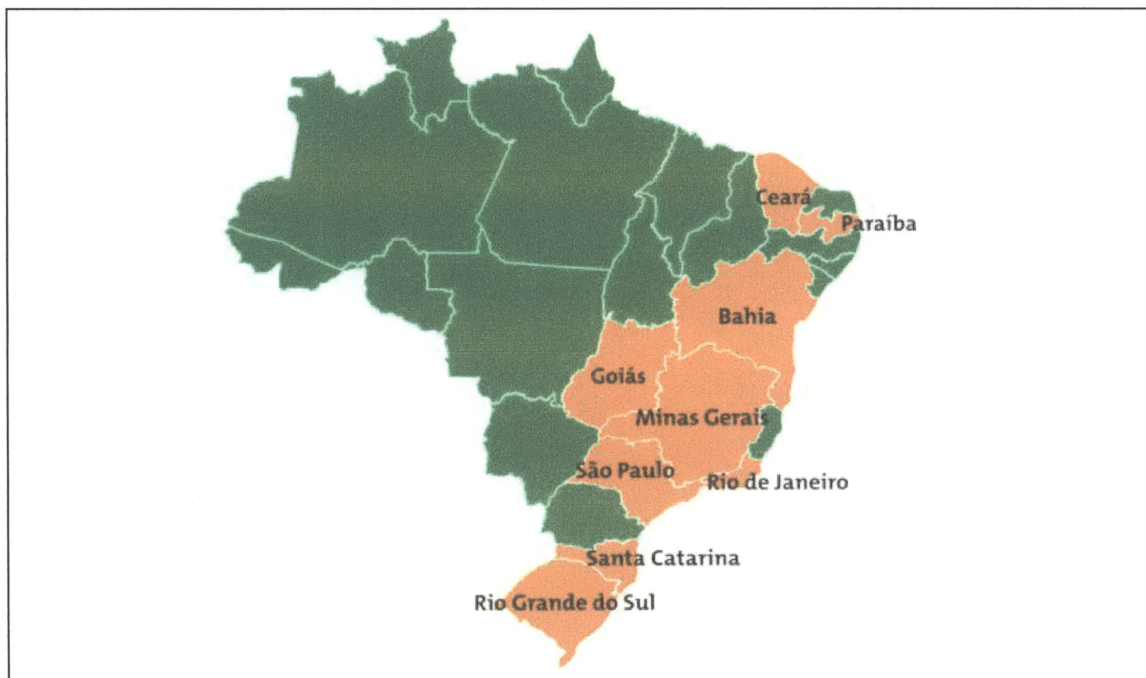 Ceará
Paraíba
Bahia
Goiás
Minas Gerais
São Paulo
Rio de Janeiro
Santa Catarina
Rio Grande do Sul